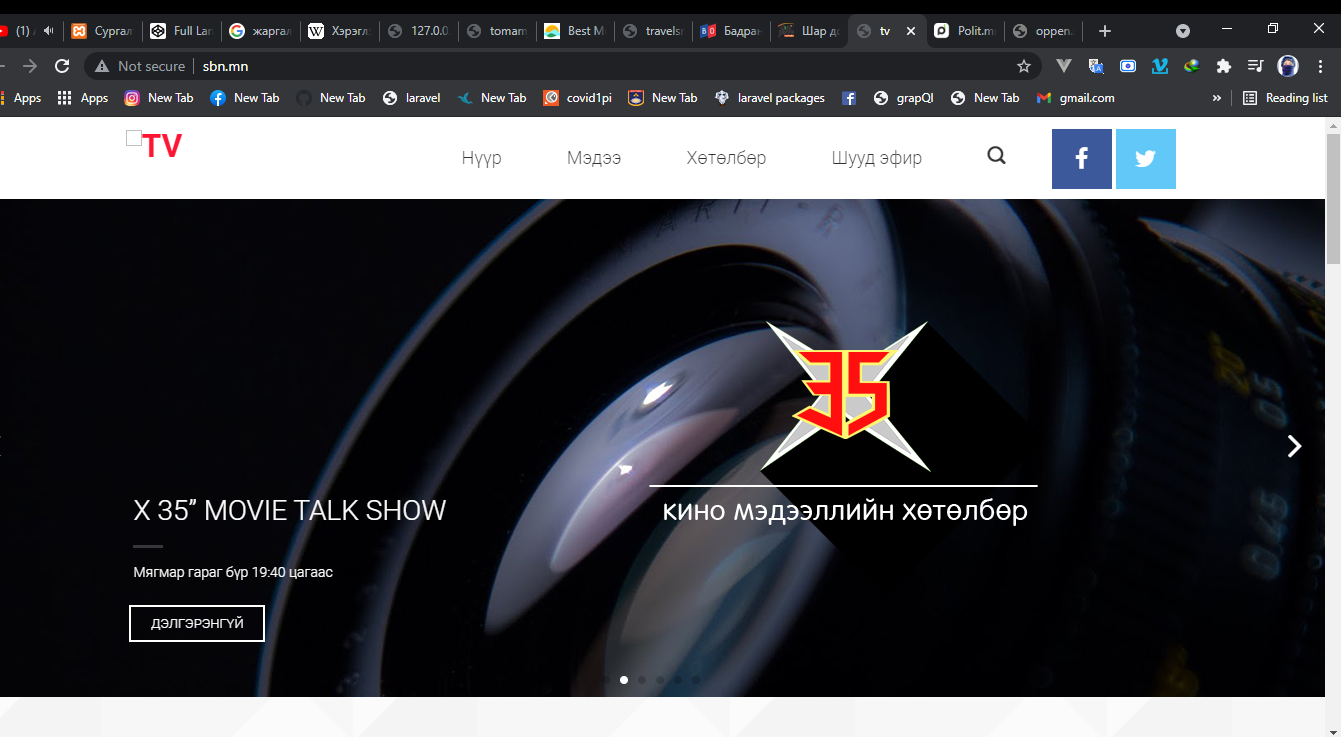 (1)
Сургал
Full Lan
жаргал
Хэрэгл
127.0.0
tomam
Best M
travels
Бадран
Шар до
tv
Polit.m
oppen.
Not secure
sbn.mn
Apps
Apps
New Tab
New Tab
New Tab
laravel
New Tab
covid1pi
New Tab
laravel packages
grapQl
New Tab
gmail.com
»
Reading list
TV
Нүүр
Мэдээ
Хөтөлбөр
Шууд эфир
35
кино мэдээллийн хөтөлбөр
X 35” MOVIE TALK SHOW
Мягмар гараг бүр 19:40 цагаас
ДЭЛГЭРЭНГҮЙ